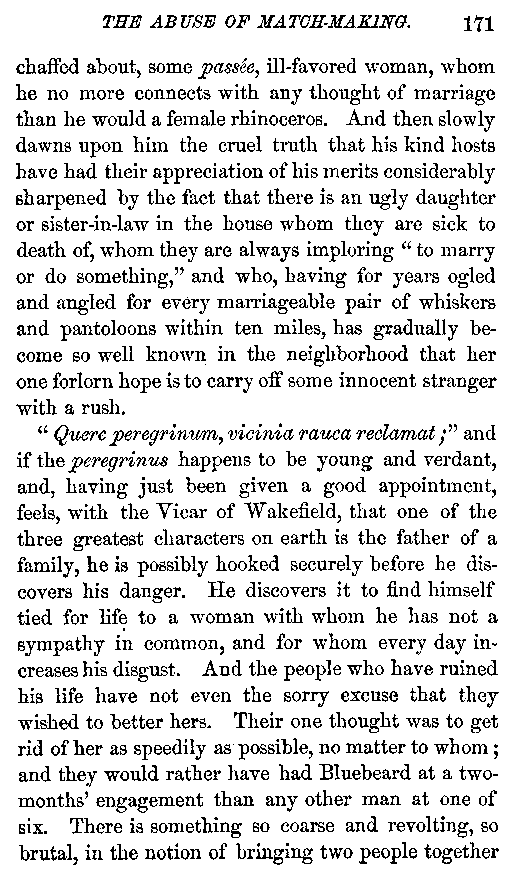 THE ABUSE OF MATCH-MAKING. 171
chaffed about, some passée, ill-favored woman, whom
he no more connects with any thought of marriage
than he would a female rhinoceros. And then slowly
dawns upon him the cruel truth that his kind hosts
have had their appreciation of his merits considerably
sharpened by the fact that there is an ugly daughter
or sister-in-law in the house whom they are sick to
death of, whom they are always imploring “ to marry
or do something,” and who, having for years ogled
and angled for every marriageable pair of whiskers
and pantoloons within ten miles, has gradually be-
come so well known in the neighborhood that her
one forlorn hope is to carry off some innocent stranger
with a rush.
“ Quere peregrinum, vicinia rauca reclamat ;” and
if the peregrinus happens to be young and verdant,
and, having just been given a good appointment,
feels, with the Vicar of Wakefield, that one of the
three greatest characters on earth is the father of a
family, he is possibly hooked securely before he dis-
covers his danger. He discovers it to find himself
tied for life to a woman with whom he has not a
sympathy in common, and for whom every day in-
creases his disgust. And the people who have ruined
his life have not even the sorry excuse that they
wished to better hers. Their one thought was to get
rid of her as speedily as possible, no matter to whom ;
and they would rather have had Bluebeard at a two-
months’ engagement than any other man at one of
six. There is something so coarse and revolting, so
brutal, in the notion of bringing two people together